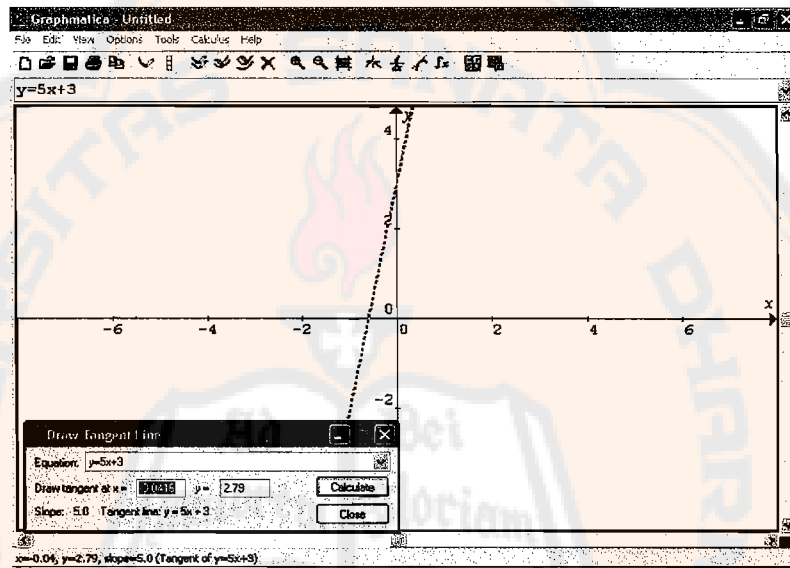 Graphmatica - Untitled
File Edit View Options Tools Calculus Help
y=5x+3
y
4
2
0
x
-6 -4 -2 0 2 4 6
-2
Draw Tangent Line
Equation: y=5x+3
Draw tangent at x = y = 2.79 Calculate
Slope: 5.0 Tangent line: y = 5x + 3 Close
x=-0.04, y=2.79, slope=5.0 (Tangent of y=5x+3)
Ad Dei